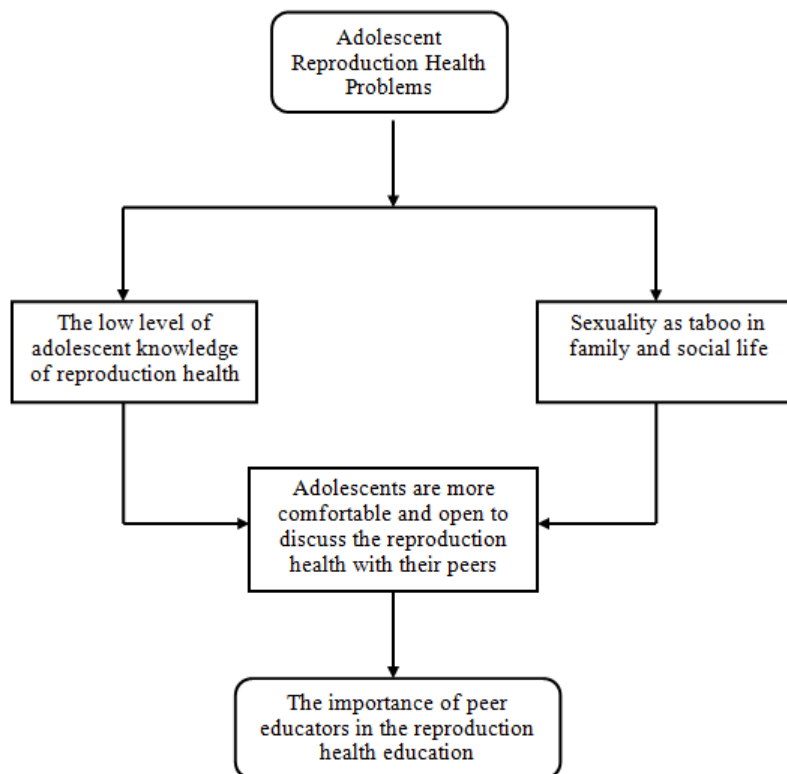 Adolescent
Reproduction Health
Problems
The low level of
adolescent knowledge
of reproduction health
Sexuality as taboo in
family and social life
Adolescents are more
comfortable and open to
discuss the reproduction
health with their peers
The importance of peer
educators in the reproduction
health education